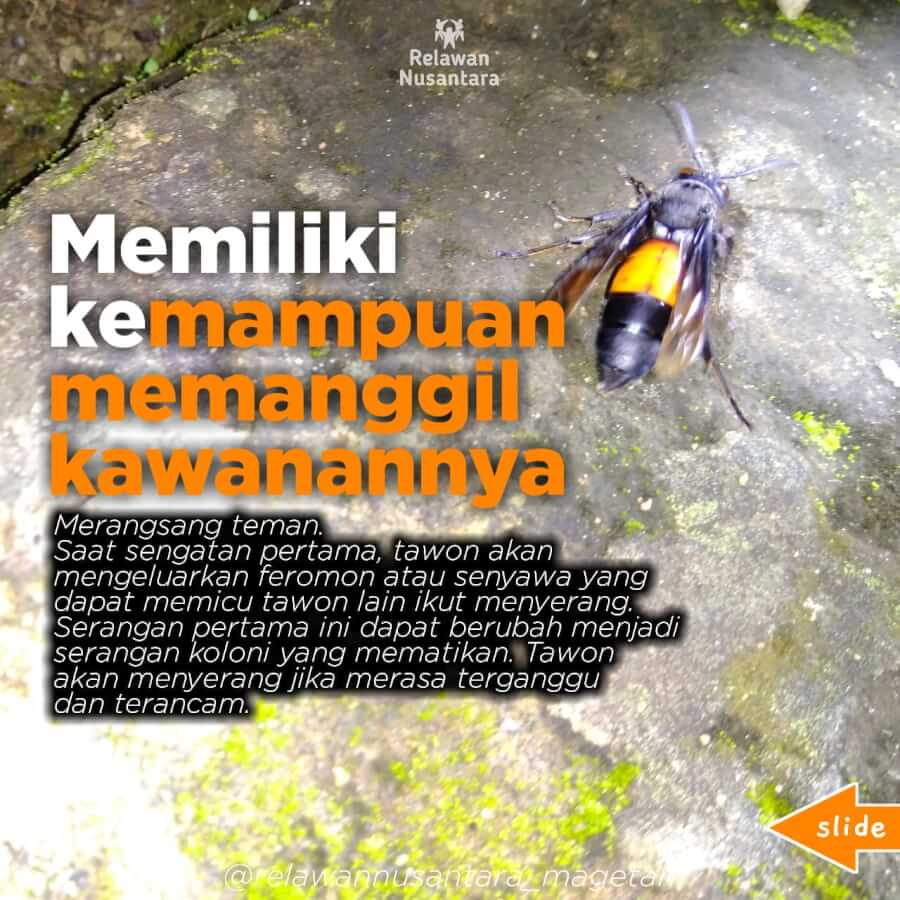 Relawan
Nusantara
Memiliki
kemampuan
memanggil
kawanannya
Merangsang teman.
Saat sengatan pertama, tawon akan
mengeluarkan feromon atau senyawa yang
dapat memicu tawon lain ikut menyerang.
Serangan pertama ini dapat berubah menjadi
serangan koloni yang mematikan. Tawon
akan menyerang jika merasa terganggu
dan terancam.
slide
@relawannusantara_magetan